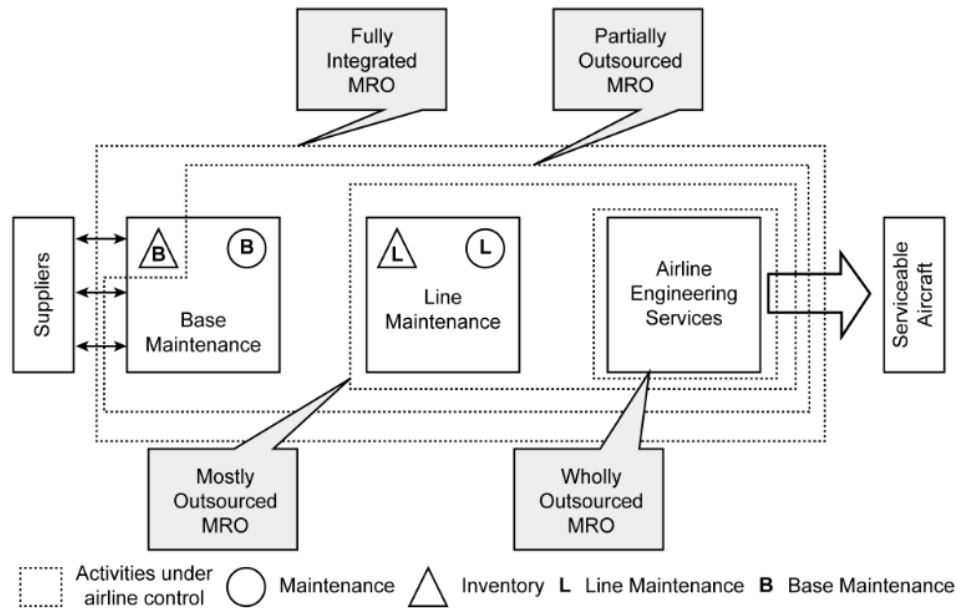 Fully
Integrated
MRO
Partially
Outsourced
MRO
Suppliers
B
B
Base
Maintenance
L
L
Line
Maintenance
Airline
Engineering
Services
Serviceable
Aircraft
Mostly
Outsourced
MRO
Wholly
Outsourced
MRO
Activities under
airline control
Maintenance
Inventory
L Line Maintenance
B Base Maintenance